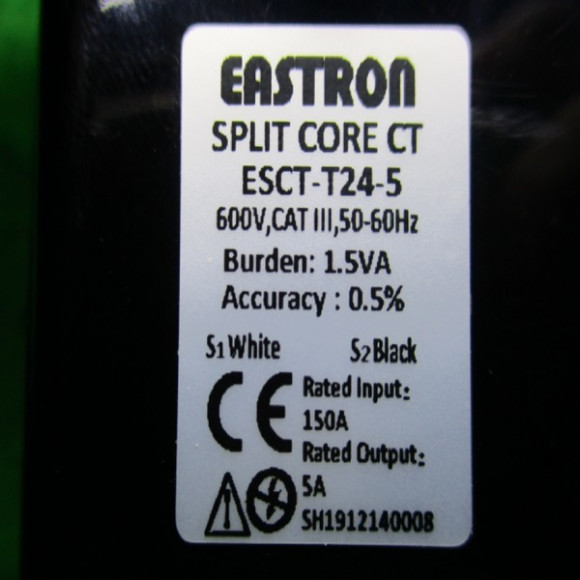 EASTRON
SPLIT CORE CT
ESCT-T24-5
600V,CAT III,50-60Hz
Burden: 1.5VA
Accuracy : 0.5%
S1 White S2 Black
CE
Rated Input:
150A
Rated Output:
5A
SH1912140008